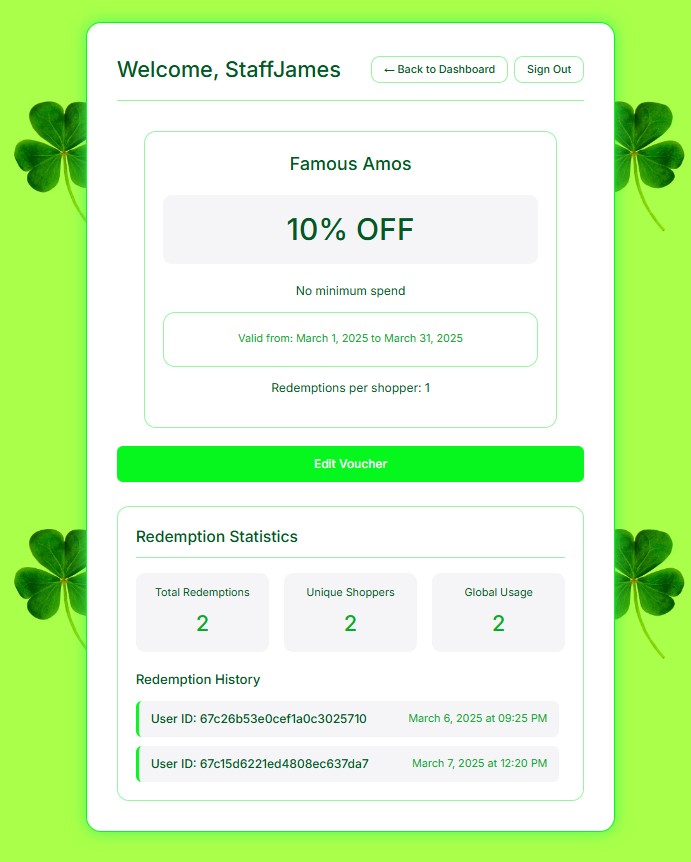 Welcome, StaffJames
← Back to Dashboard
Sign Out
Famous Amos
10% OFF
No minimum spend
Valid from: March 1, 2025 to March 31, 2025
Redemptions per shopper: 1
Edit Voucher
Redemption Statistics
Total Redemptions
2
Unique Shoppers
2
Global Usage
2
Redemption History
User ID: 67c26b53e0cef1a0c3025710
March 6, 2025 at 09:25 PM
User ID: 67c15d6221ed4808ec637da7
March 7, 2025 at 12:20 PM